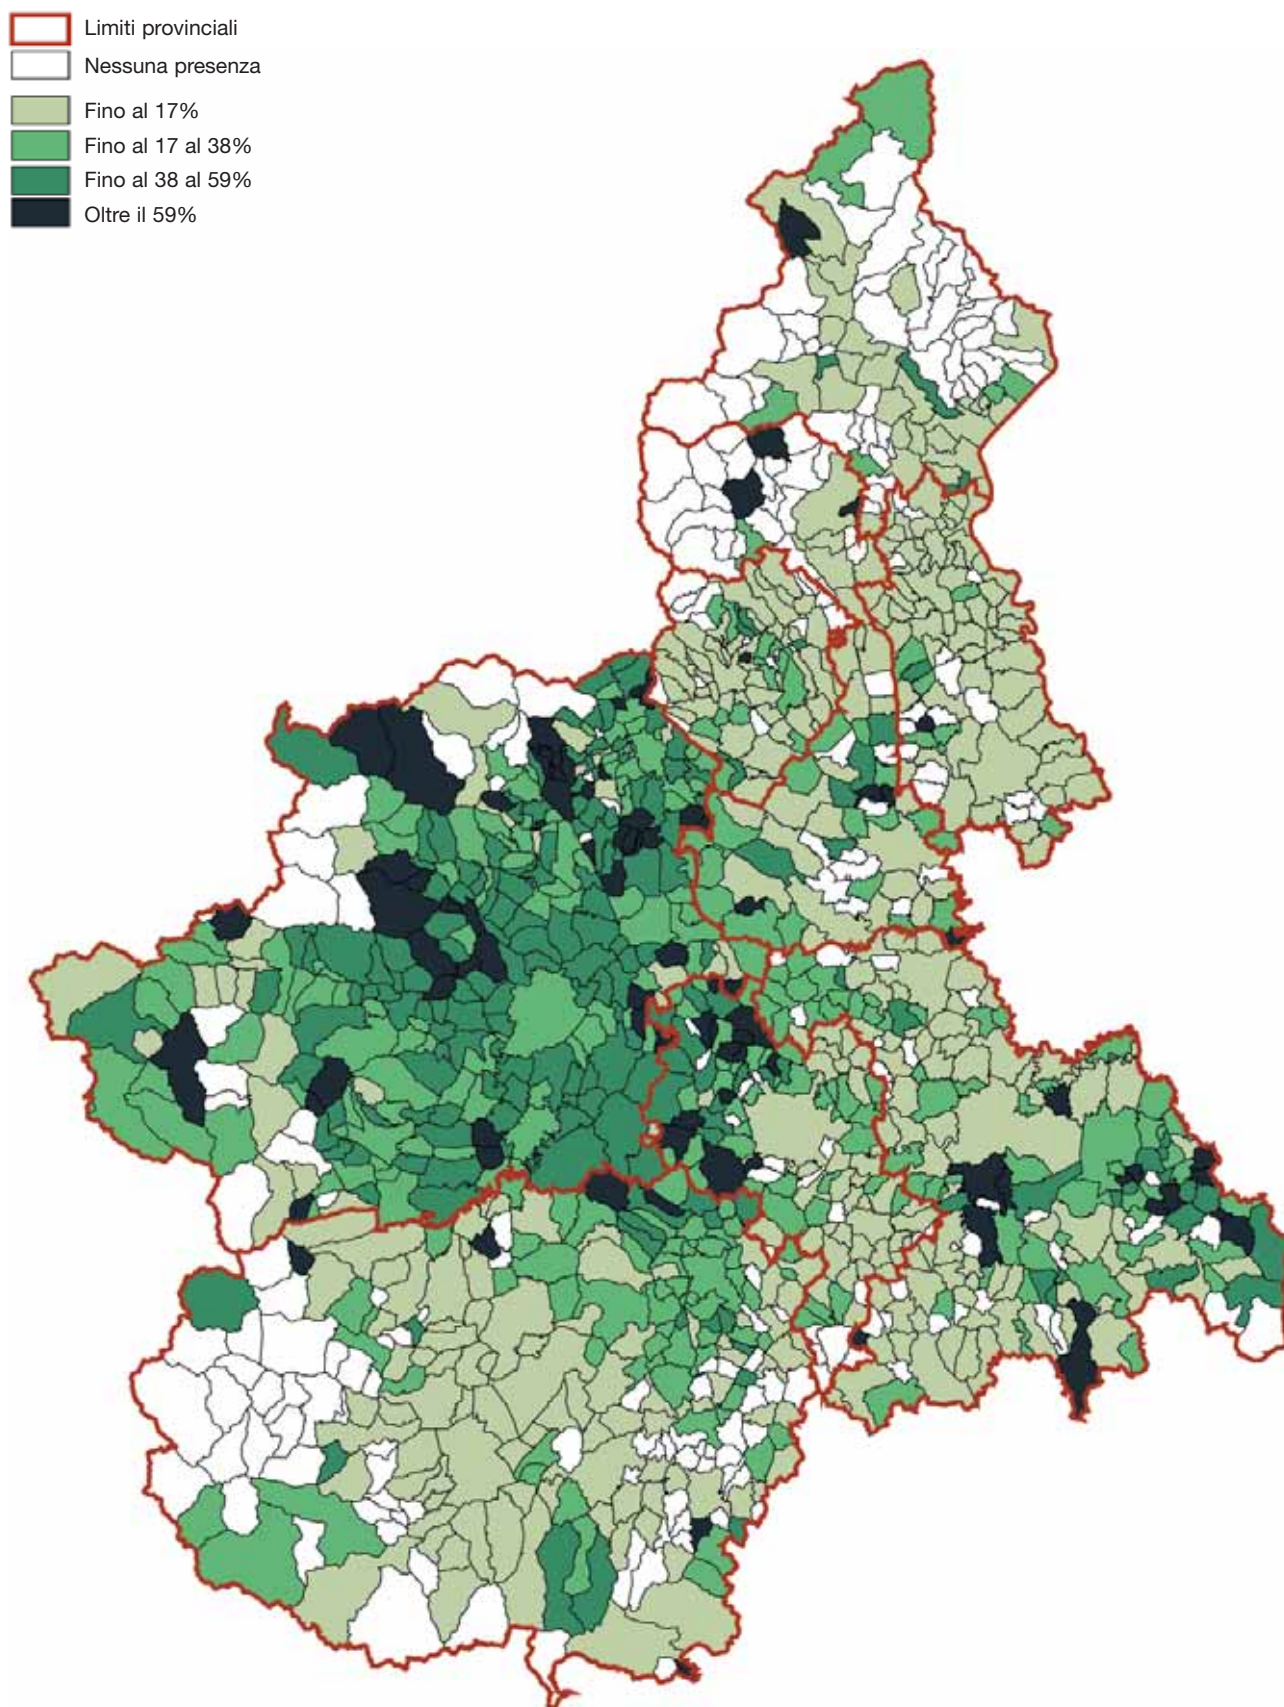 Limiti provinciali
Nessuna presenza
Fino al 17%
Fino al 17 al 38%
Fino al 38 al 59%
Oltre il 59%